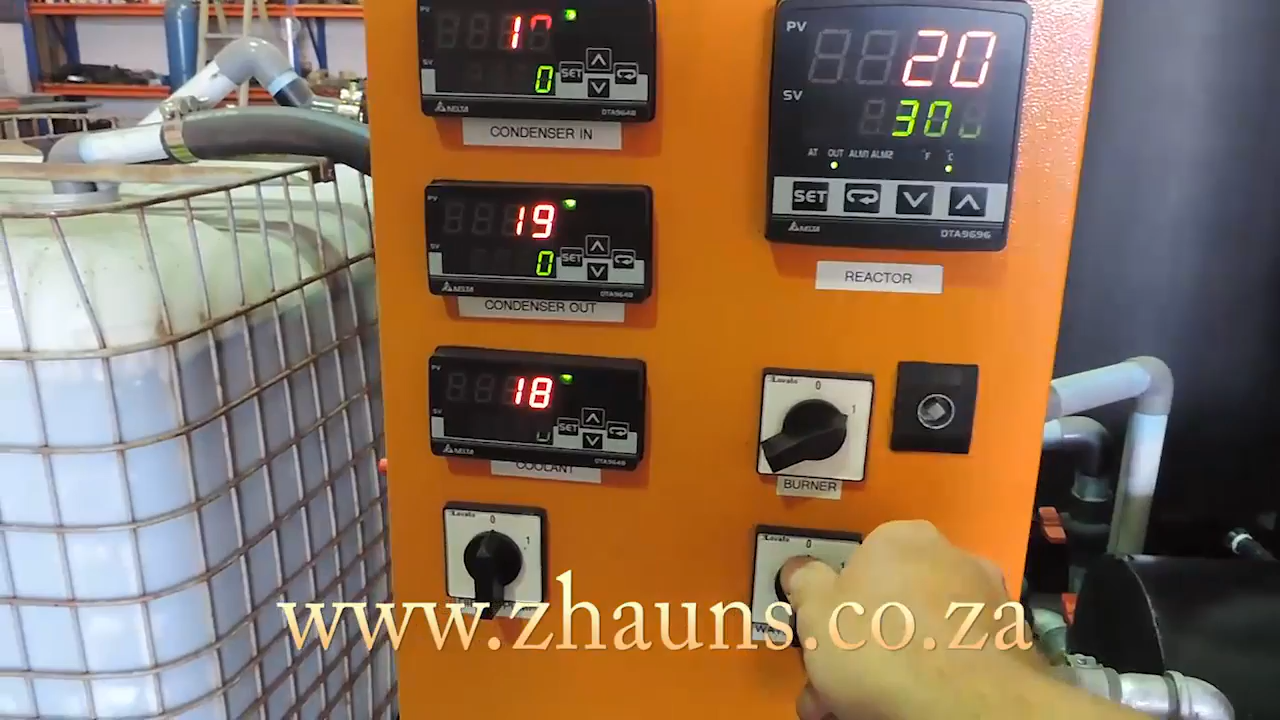 PV
17
0
SET
DELTA
DTA9648
CONDENSER IN
PV
19
SV
0
SET
DELTA
DTA9648
CONDENSER OUT
PV
18
SV
SET
DELTA
DTA9648
COOLANT
PV
20
SV
30
AT OUT ALM1 ALM2 °F °C
SET
DELTA
DTA9696
REACTOR
Lovato
0
1
BURNER
Lovato
0
1
Lovato
0
www.zhauns.co.za